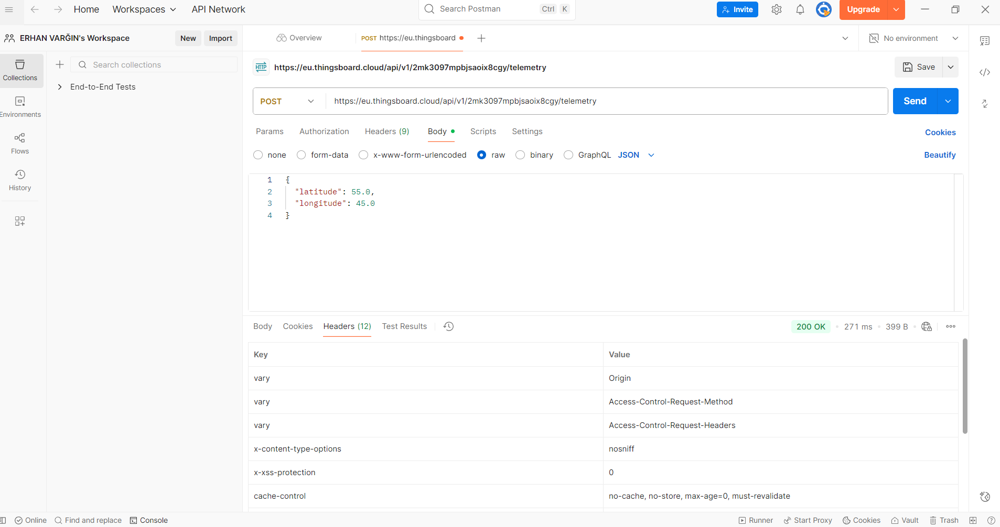 Home Workspaces API Network Search Postman Ctrl K Invite Upgrade
ERHAN VARĞIN's Workspace New Import Overview POST https://eu.thingsboard No environment
Collections
Search collections
End-to-End Tests
Environments
Flows
History
HTTP https://eu.thingsboard.cloud/api/v1/2mk3097mpbjsaoix8cgy/telemetry Save
POST https://eu.thingsboard.cloud/api/v1/2mk3097mpbjsaoix8cgy/telemetry Send
Params Authorization Headers (9) Body Scripts Settings Cookies
none form-data x-www-form-urlencoded raw binary GraphQL JSON Beautify
1 {
2 "latitude": 55.0,
3 "longitude": 45.0
4 }
Body Cookies Headers (12) Test Results 200 OK 271 ms 399 B
Key Value
vary Origin
vary Access-Control-Request-Method
vary Access-Control-Request-Headers
x-content-type-options nosniff
x-xss-protection 0
cache-control no-cache, no-store, max-age=0, must-revalidate
Online Find and replace Console Runner Start Proxy Cookies Vault Trash